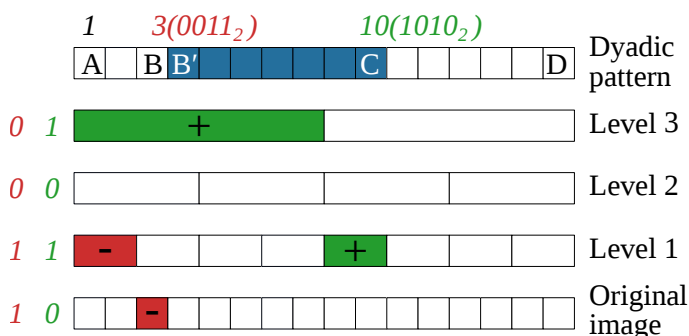 1 3(0011₂) 10(1010₂)
A B B′ C D Dyadic pattern
0 1 + Level 3
0 0 Level 2
1 1 - + Level 1
1 0 - Original image